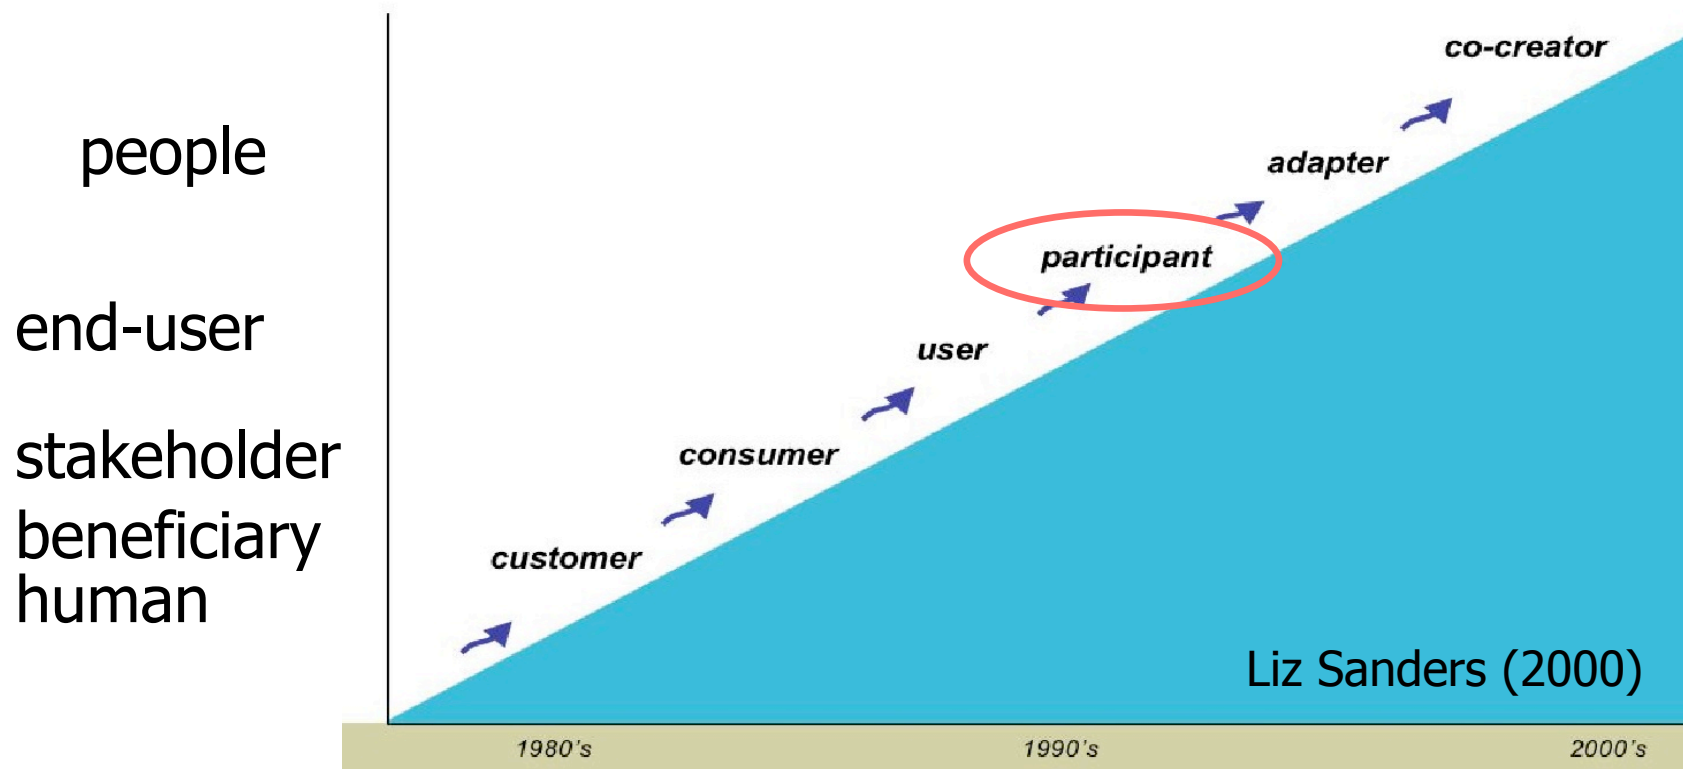 people
end-user
stakeholder
beneficiary
human
co-creator
adapter
participant
user
consumer
customer
Liz Sanders (2000)
1980's
1990's
2000's